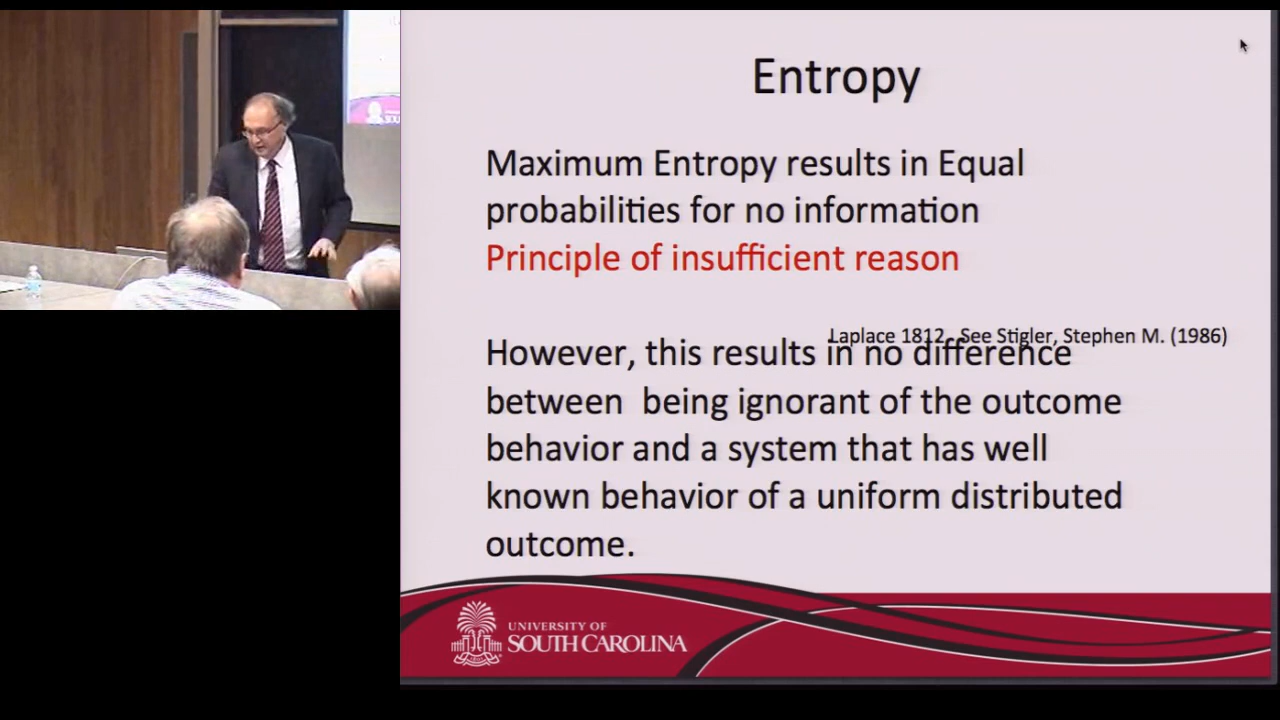 Entropy
Maximum Entropy results in Equal
probabilities for no information
Principle of insufficient reason
Laplace 1812 See Stigler, Stephen M. (1986)
However, this results in no difference
between being ignorant of the outcome
behavior and a system that has well
known behavior of a uniform distributed
outcome.
UNIVERSITY OF
SOUTH CAROLINA